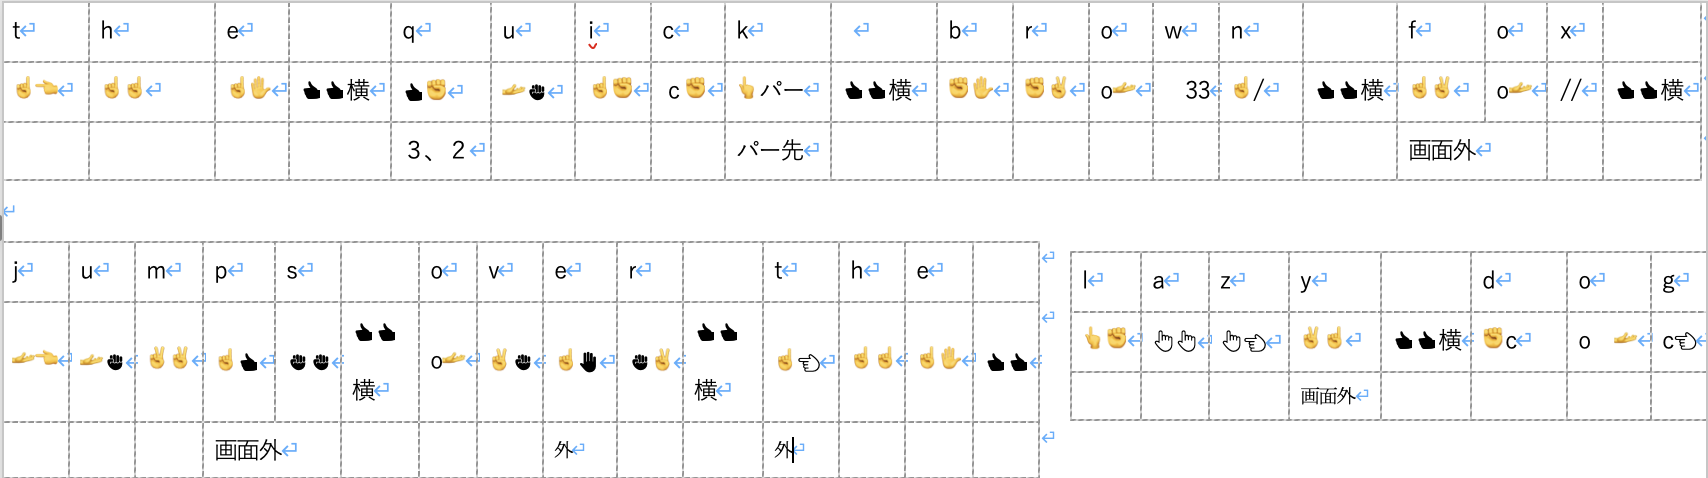 t h e q u i c k b r o w n f o x
☝👈 ☝☝ ☝✋ 👍👍横 👍✊ 🫴✊ ☝✊ c✊ 👆パー 👍👍横 ✊✋ ✊✌ o🫴 33 ☝/ 👍👍横 ☝✌ o🫴 // 👍👍横
3、2 パー先 画面外
j u m p s o v e r t h e
🫴👈 🫴✊ ✌✌ ☝👍 ✊✊ 👍👍横 o🫴 ✌✊ ☝✋ ✊✌ 👍👍横 ☝👈 ☝☝ ☝✋ 👍👍
画面外 外 外
l a z y d o g
👆✊ 👆👆 👆👈 ✌☝ 👍👍横 ✊c o🫴 c👈
画面外